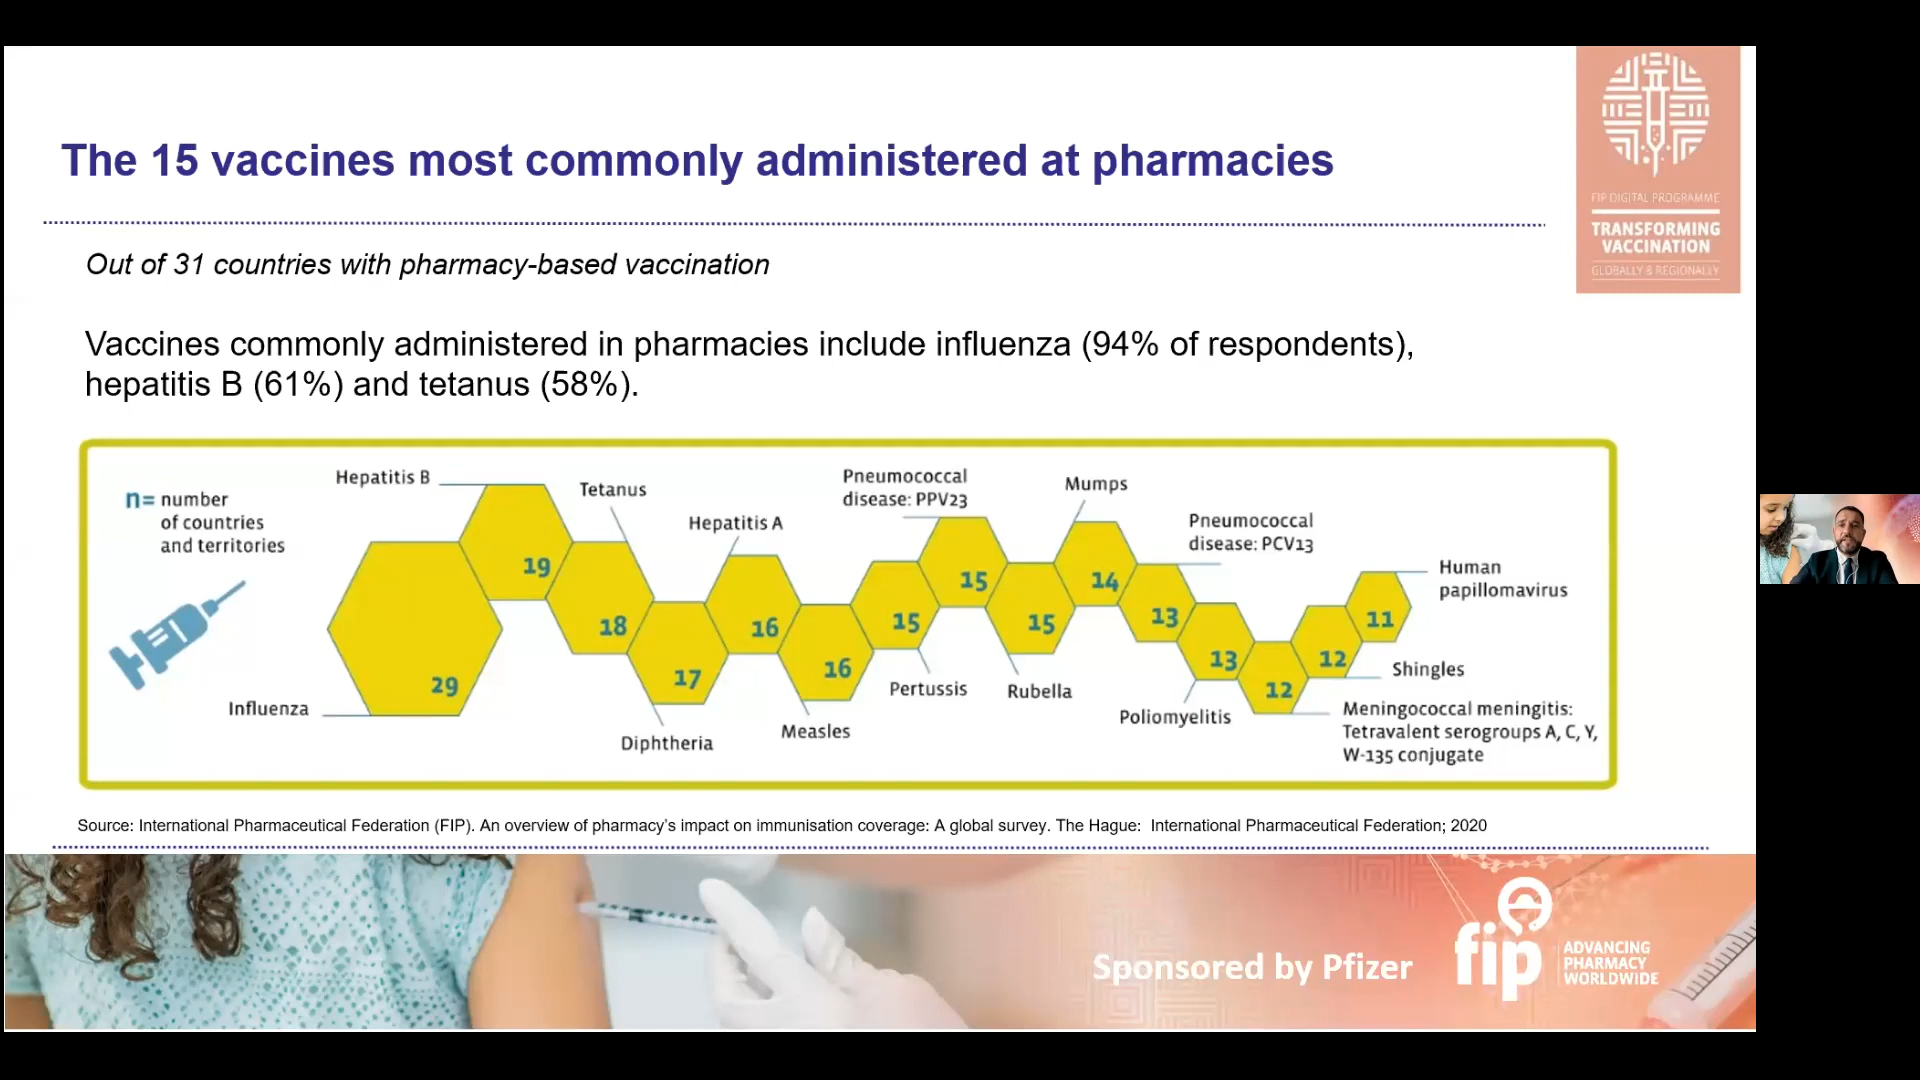 The 15 vaccines most commonly administered at pharmacies
FIP DIGITAL PROGRAMME
TRANSFORMING
VACCINATION
GLOBALLY & REGIONALLY
Out of 31 countries with pharmacy-based vaccination
Vaccines commonly administered in pharmacies include influenza (94% of respondents),
hepatitis B (61%) and tetanus (58%).
n= number
of countries
and territories
Influenza
29
Hepatitis B
19
Tetanus
18
Diphtheria
17
Hepatitis A
16
Measles
16
Pertussis
15
Pneumococcal
disease: PPV23
15
Rubella
15
Mumps
14
Pneumococcal
disease: PCV13
13
Poliomyelitis
13
Meningococcal meningitis:
Tetravalent serogroups A, C, Y,
W-135 conjugate
12
Shingles
12
Human
papillomavirus
11
Source: International Pharmaceutical Federation (FIP). An overview of pharmacy's impact on immunisation coverage: A global survey. The Hague: International Pharmaceutical Federation; 2020
Sponsored by Pfizer
fip
ADVANCING
PHARMACY
WORLDWIDE